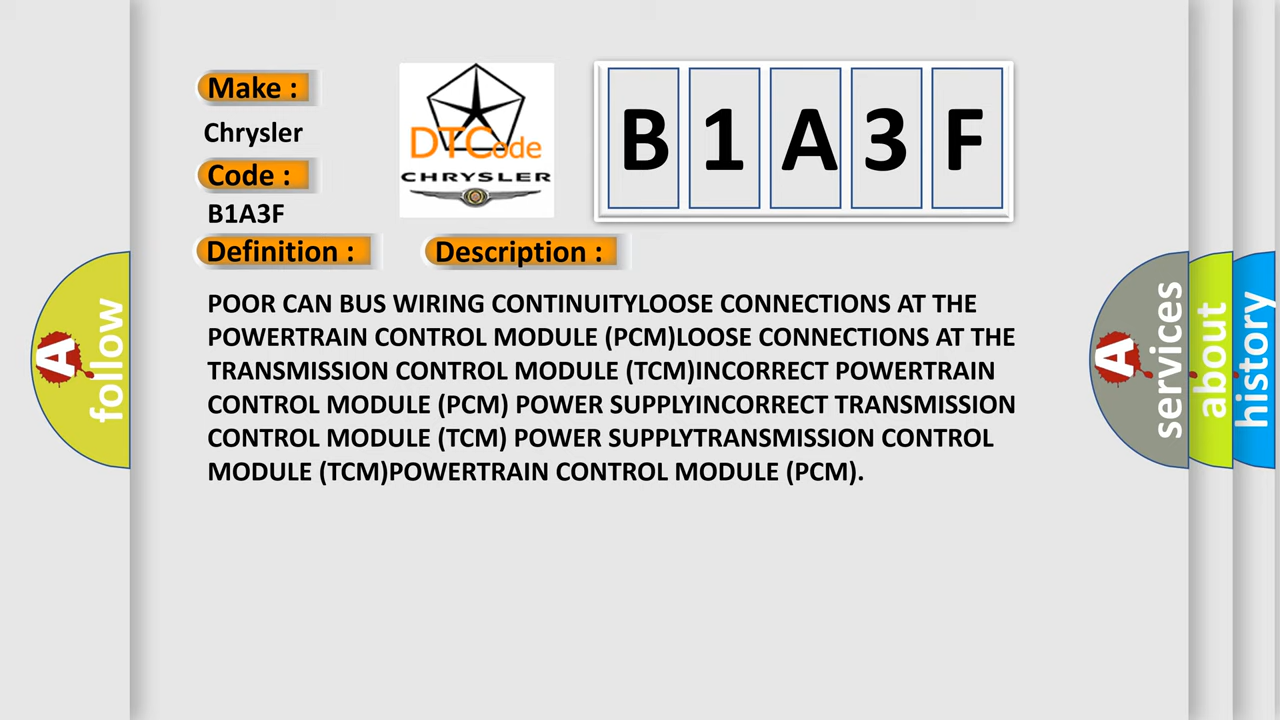 A follow
Make :
Chrysler
Code :
B1A3F
Definition :
Description :
DTCode
CHRYSLER
B 1 A 3 F
POOR CAN BUS WIRING CONTINUITYLOOSE CONNECTIONS AT THE
POWERTRAIN CONTROL MODULE (PCM)LOOSE CONNECTIONS AT THE
TRANSMISSION CONTROL MODULE (TCM)INCORRECT POWERTRAIN
CONTROL MODULE (PCM) POWER SUPPLYINCORRECT TRANSMISSION
CONTROL MODULE (TCM) POWER SUPPLYTRANSMISSION CONTROL
MODULE (TCM)POWERTRAIN CONTROL MODULE (PCM).
A services
about
history